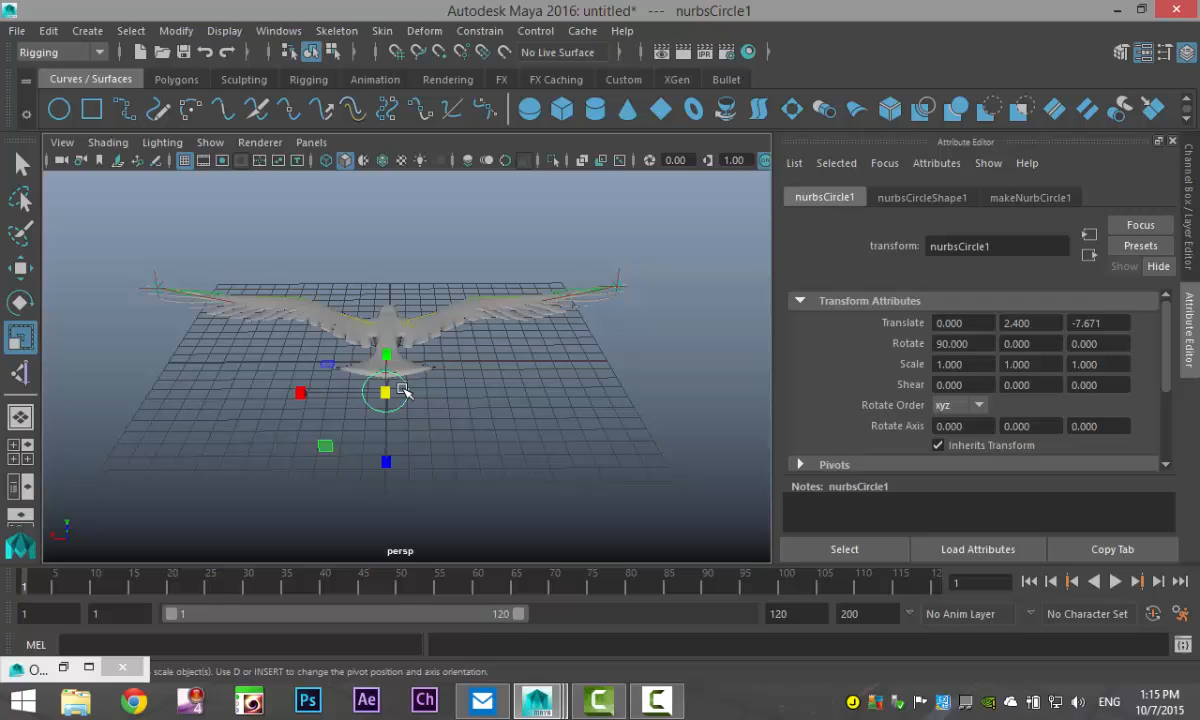 Autodesk Maya 2016: untitled* --- nurbsCircle1
File Edit Create Select Modify Display Windows Skeleton Skin Deform Constrain Control Cache Help
Rigging No Live Surface
Curves / Surfaces Polygons Sculpting Rigging Animation Rendering FX FX Caching Custom XGen Bullet
View Shading Lighting Show Renderer Panels
0.00 1.00
persp
Attribute Editor
List Selected Focus Attributes Show Help
nurbsCircle1 nurbsCircleShape1 makeNurbCircle1
Focus
transform: nurbsCircle1
Presets
Show Hide
Transform Attributes
Translate 0.000 2.400 -7.671
Rotate 90.000 0.000 0.000
Scale 1.000 1.000 1.000
Shear 0.000 0.000 0.000
Rotate Order xyz
Rotate Axis 0.000 0.000 0.000
Inherits Transform
Pivots
Notes: nurbsCircle1
Select Load Attributes Copy Tab
Channel Box / Layer Editor
Attribute Editor
1 5 10 15 20 25 30 35 40 45 50 55 60 65 70 75 80 85 90 95 100 105 110 115 12
1
1 1 1 120 120 200 No Anim Layer No Character Set
MEL
O... scale object(s). Use D or INSERT to change the pivot position and axis orientation.
4 Ps Ae Ch MAYA
ENG
1:15 PM
10/7/2015